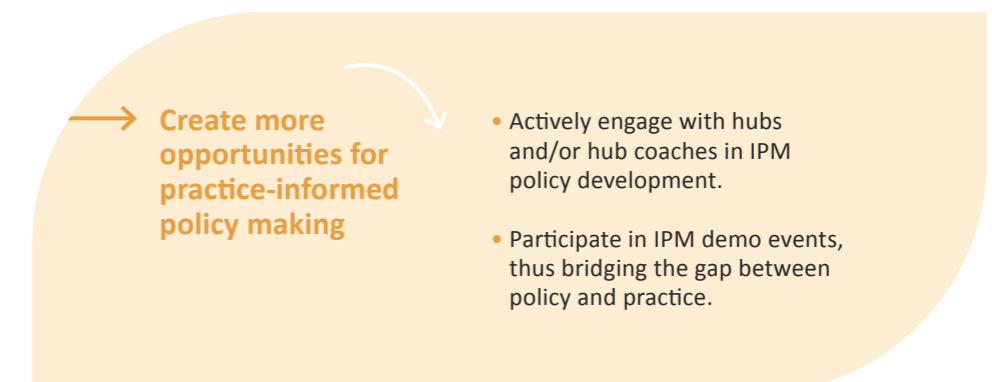 Create more
opportunities for
practice-informed
policy making
• Actively engage with hubs
and/or hub coaches in IPM
policy development.
• Participate in IPM demo events,
thus bridging the gap between
policy and practice.